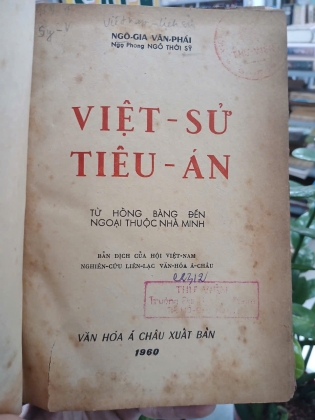 NGÔ-GIA VĂN-PHÁI
Ngọ Phong NGÔ THỜI SỸ
VIỆT-SỬ
TIÊU-ÁN
TỪ HỒNG BÀNG ĐẾN
NGOẠI THUỘC NHÀ MINH
BẢN DỊCH CỦA HỘI VIỆT-NAM
NGHIÊN-CỨU LIÊN-LẠC VĂN-HÓA Á-CHÂU
THƯ VIỆN
Trường
VĂN HÓA Á CHÂU XUẤT BẢN
1960